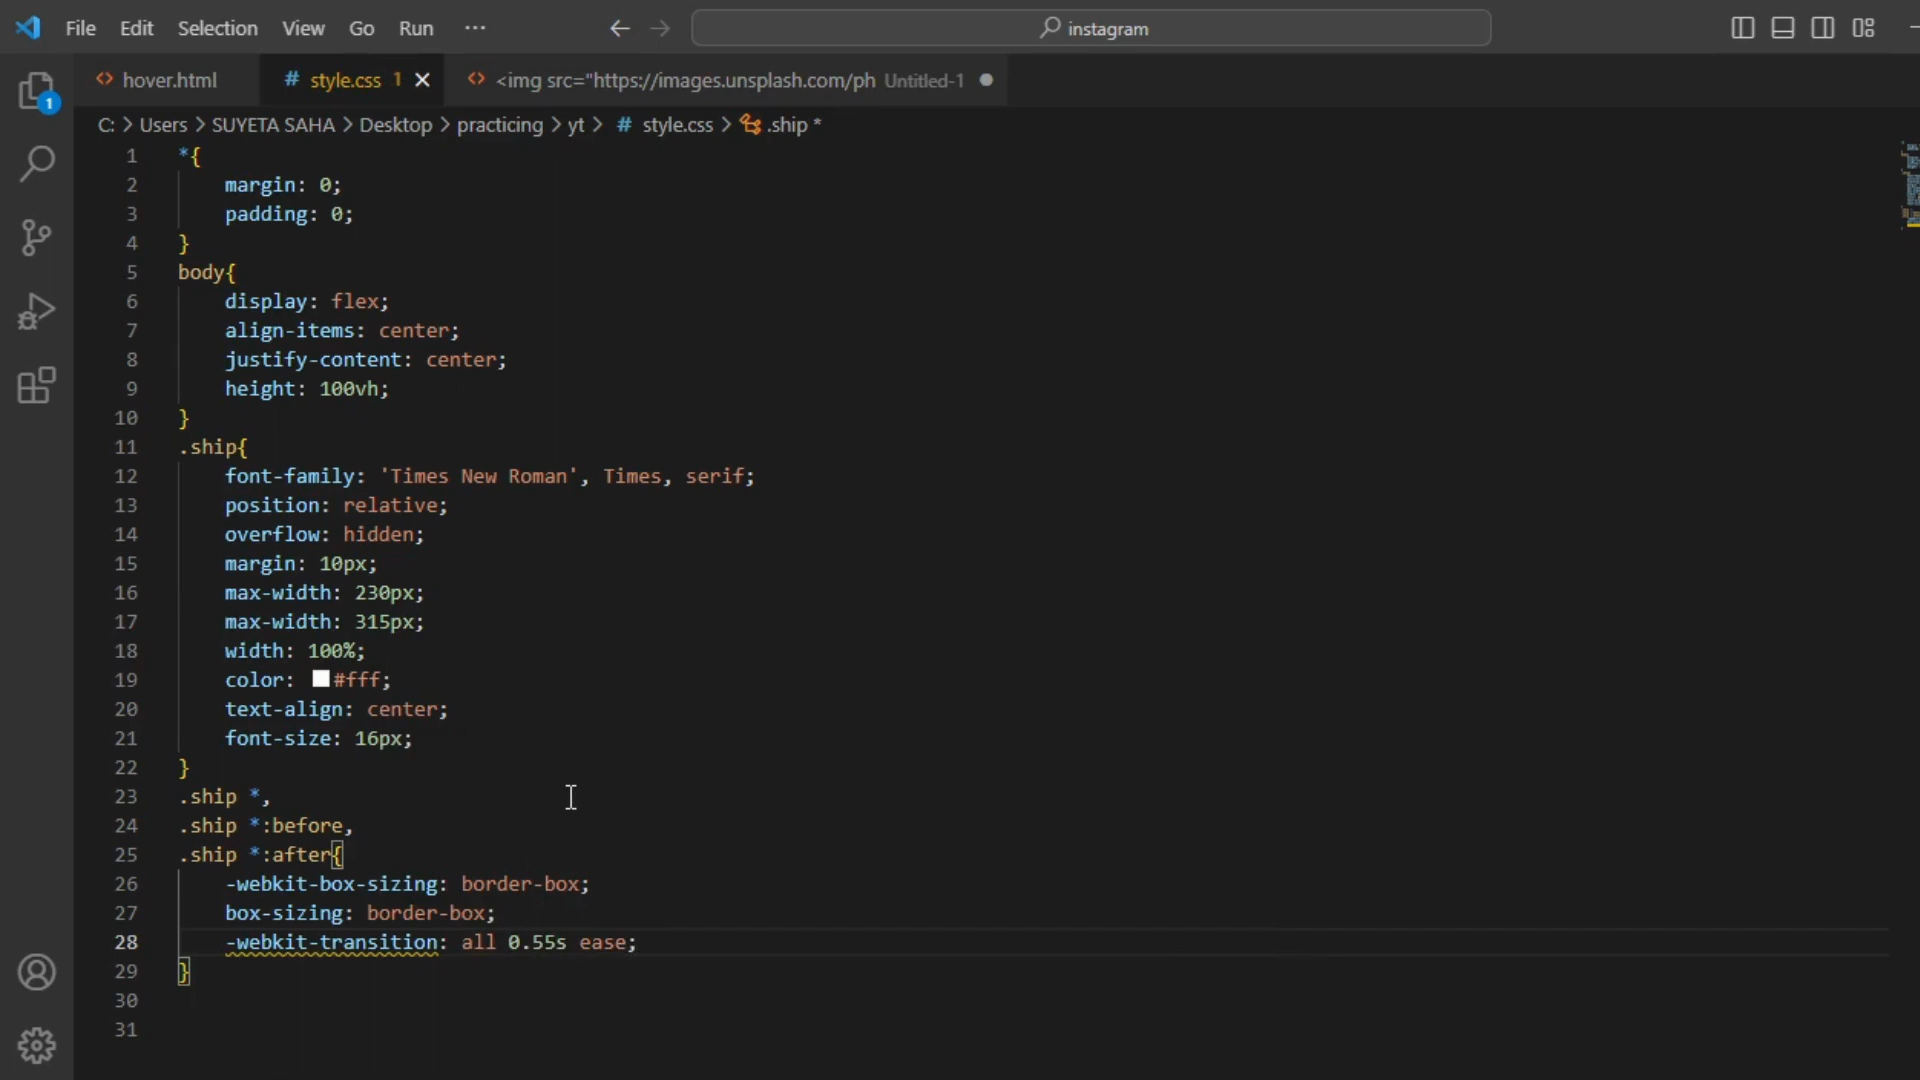 File Edit Selection View Go Run ··· instagram
hover.html # style.css 1 <img src="https://images.unsplash.com/ph Untitled-1
1
C: > Users > SUYETA SAHA > Desktop > practicing > yt > # style.css > .ship *
1 *{
2 margin: 0;
3 padding: 0;
4 }
5 body{
6 display: flex;
7 align-items: center;
8 justify-content: center;
9 height: 100vh;
10 }
11 .ship{
12 font-family: 'Times New Roman', Times, serif;
13 position: relative;
14 overflow: hidden;
15 margin: 10px;
16 max-width: 230px;
17 max-width: 315px;
18 width: 100%;
19 color: #fff;
20 text-align: center;
21 font-size: 16px;
22 }
23 .ship *,
24 .ship *:before,
25 .ship *:after{
26 -webkit-box-sizing: border-box;
27 box-sizing: border-box;
28 -webkit-transition: all 0.55s ease;
29 }
30
31